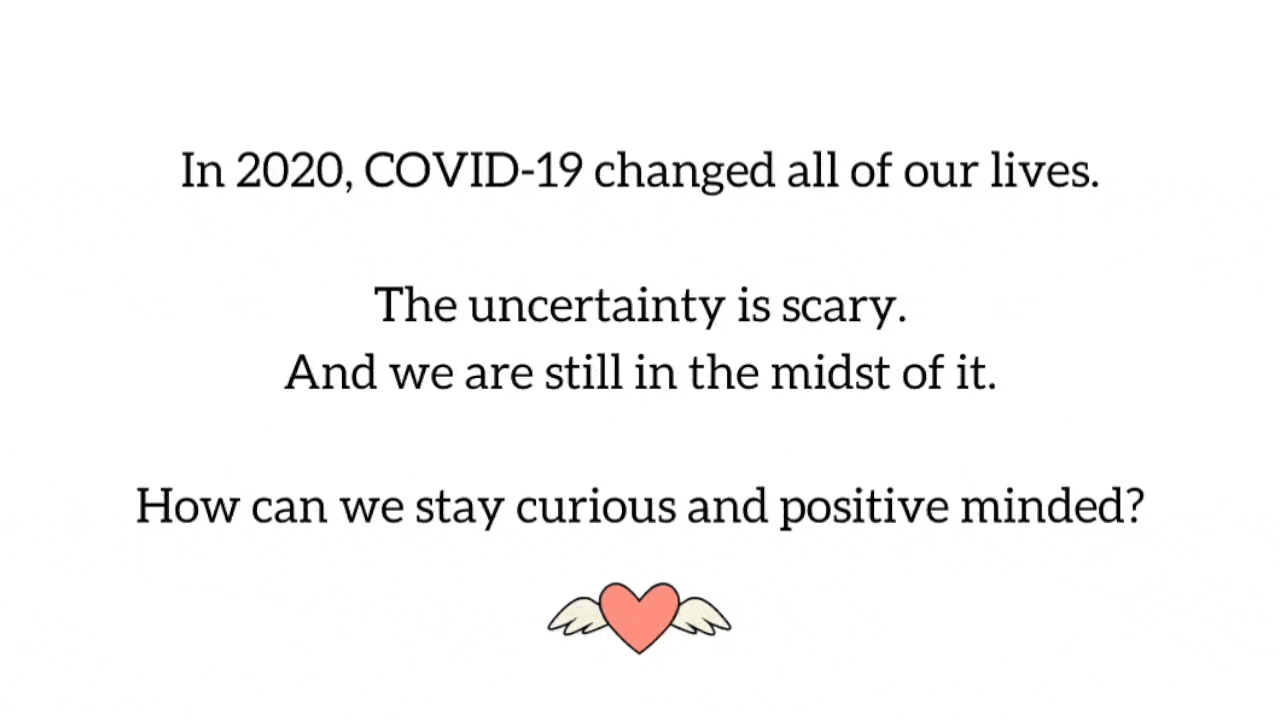 In 2020, COVID-19 changed all of our lives.
The uncertainty is scary.
And we are still in the midst of it.
How can we stay curious and positive minded?